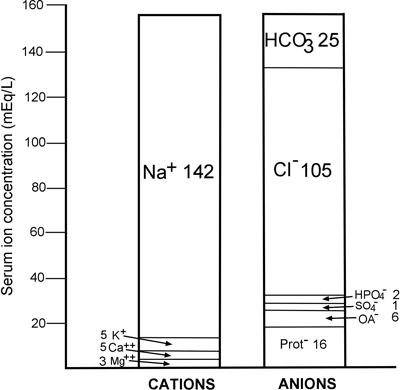 Serum ion concentration (mEq/L)
160
140
120
100
80
60
40
20
Na+ 142
5 K+
5 Ca++
3 Mg++
CATIONS
HCO3- 25
Cl- 105
HPO4- 2
SO4- 1
OA- 6
Prot- 16
ANIONS